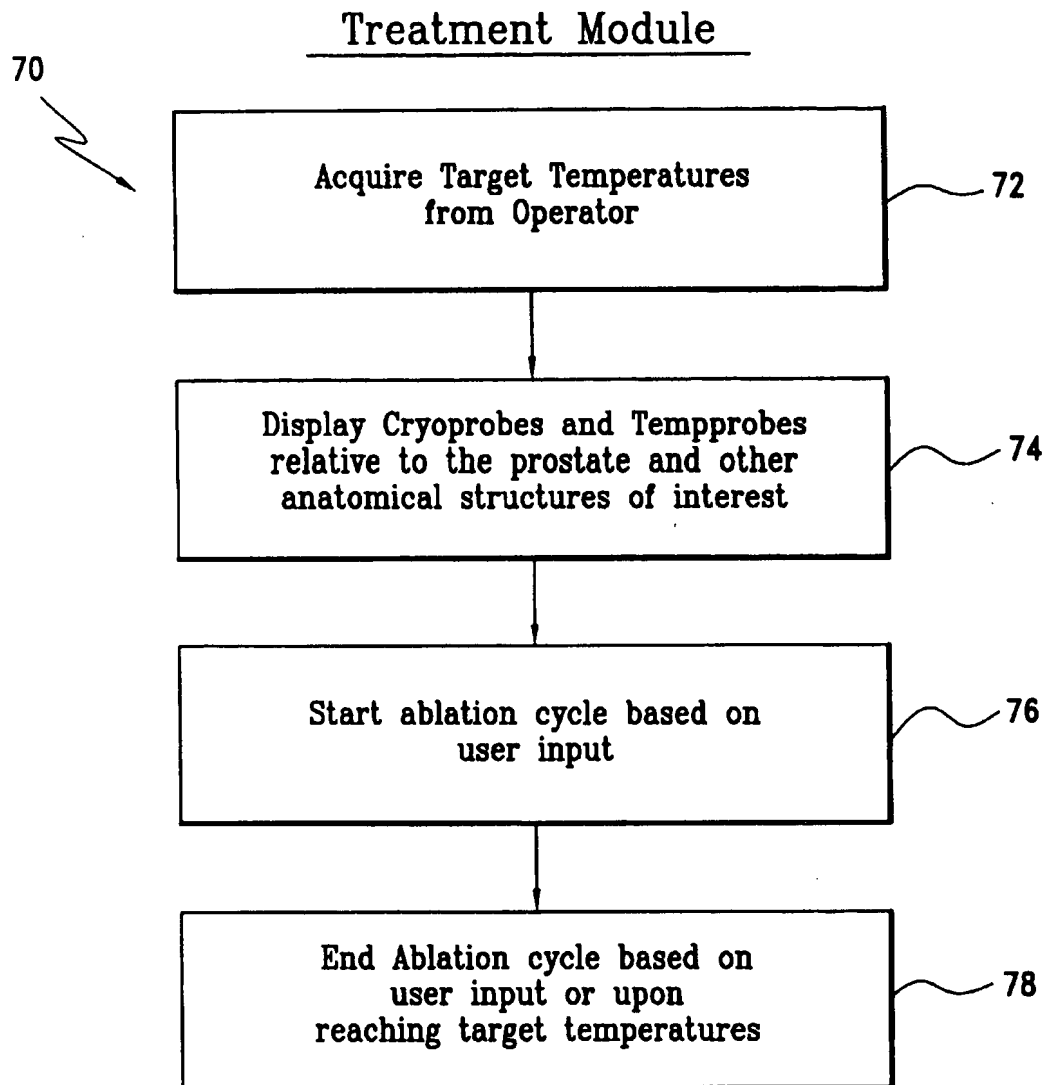 Treatment Module
70
Acquire Target Temperatures
from Operator
72
Display Cryoprobes and Tempprobes
relative to the prostate and other
anatomical structures of interest
74
Start ablation cycle based on
user input
76
End Ablation cycle based on
user input or upon
reaching target temperatures
78